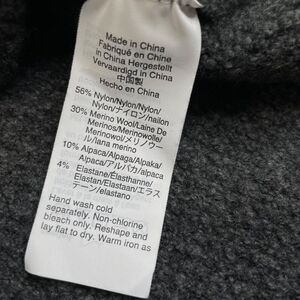 Made in China
Fabriqué en Chine
in China Hergestellt
Vervaardigd in China
中国製
Hecho en China
56% Nylon/Nylon/Nylon/
Nylon/ナイロン/nailon
30% Merino Wool/Laine De
Merinos/Merinowolle/
Merinowol/メリノウー
ル/lana merino
10% Alpaca/Alpaga/Alpaka/
Alpaca/アルパカ/alpaca
4% Elastane/Élasthanne/
Elastan/Elastaan/エラス
テーン/elastano
Hand wash cold
separately. Non-chlorine
bleach only. Reshape and
lay flat to dry. Warm iron as